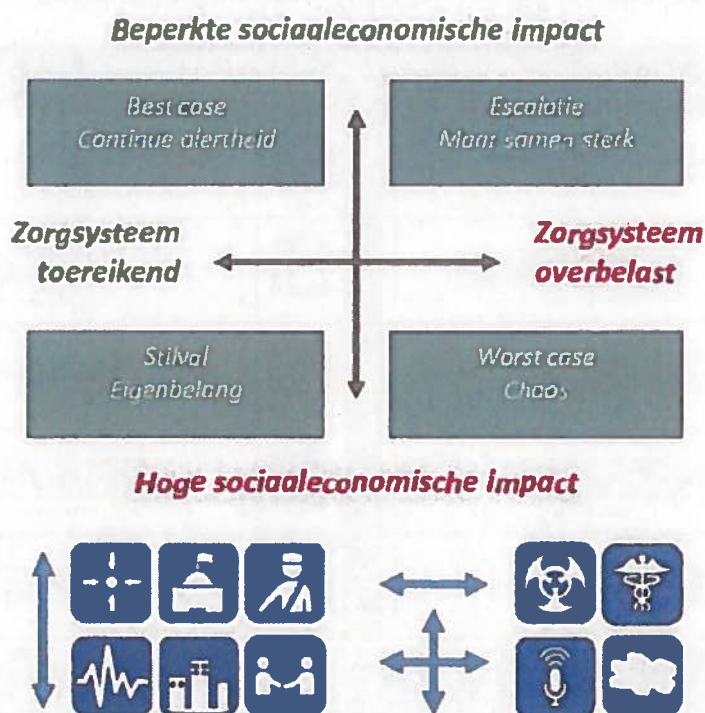 Beperkte sociaaleconomische impact
Best case
Continue alertheid
Escalatie
Maar samen sterk
Zorgsysteem
toereikend
Zorgsysteem
overbelast
Stilval
Eigenbelang
Worst case
Chaos
Hoge sociaaleconomische impact